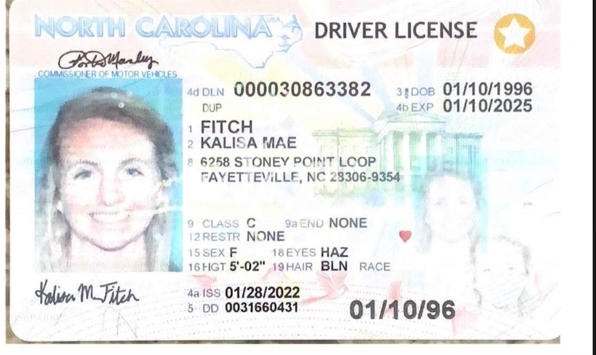 NORTH CAROLINA USA DRIVER LICENSE
COMMISSIONER OF MOTOR VEHICLES
4d DLN 000030863382 3 DOB 01/10/1996
DUP 4b EXP 01/10/2025
1 FITCH
2 KALISA MAE
8 6258 STONEY POINT LOOP
FAYETTEVILLE, NC 28306-9354
9 CLASS C 9a END NONE
12 RESTR NONE
15 SEX F 18 EYES HAZ
16 HGT 5'-02" 19 HAIR BLN RACE
Kalisa M Fitch
4a ISS 01/28/2022
5 DD 0031660431
01/10/96